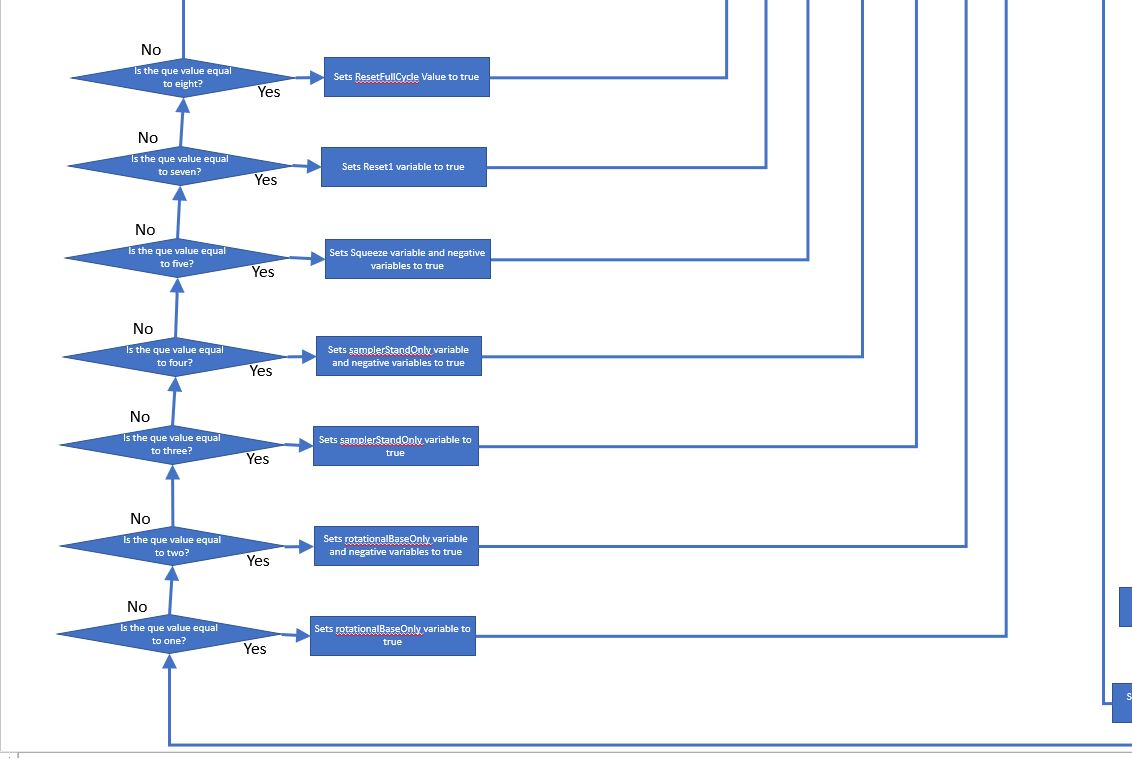 No
Is the que value equal
to eight?
Yes
Sets ResetFullCycle Value to true
No
Is the que value equal
to seven?
Yes
Sets Reset1 variable to true
No
Is the que value equal
to five?
Yes
Sets Squeeze variable and negative
variables to true
No
Is the que value equal
to four?
Yes
Sets samplerStandOnly variable
and negative variables to true
No
Is the que value equal
to three?
Yes
Sets samplerStandOnly variable to
true
No
Is the que value equal
to two?
Yes
Sets rotationalBaseOnly variable
and negative variables to true
No
Is the que value equal
to one?
Yes
Sets rotationalBaseOnly variable to
true
S